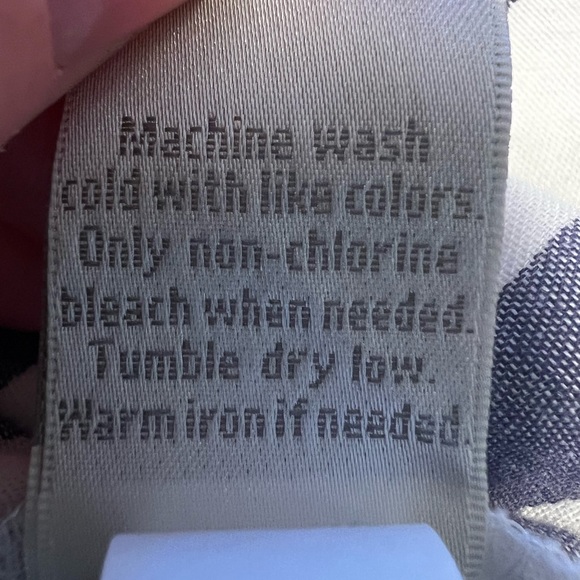 Machine wash
cold with like colors.
Only non-chlorine
bleach when needed.
Tumble dry low.
Warm iron if needed.